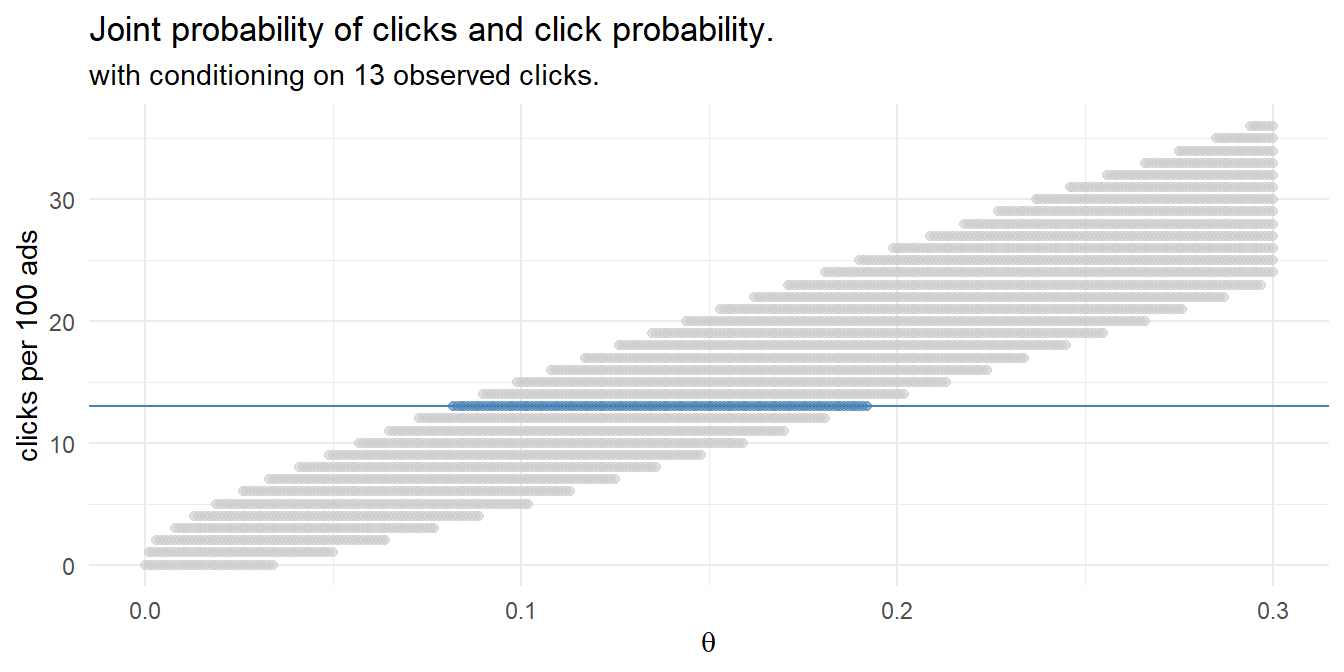 Joint probability of clicks and click probability.
with conditioning on 13 observed clicks.
clicks per 100 ads
30
20
10
0
0.0
0.1
0.2
0.3
θ